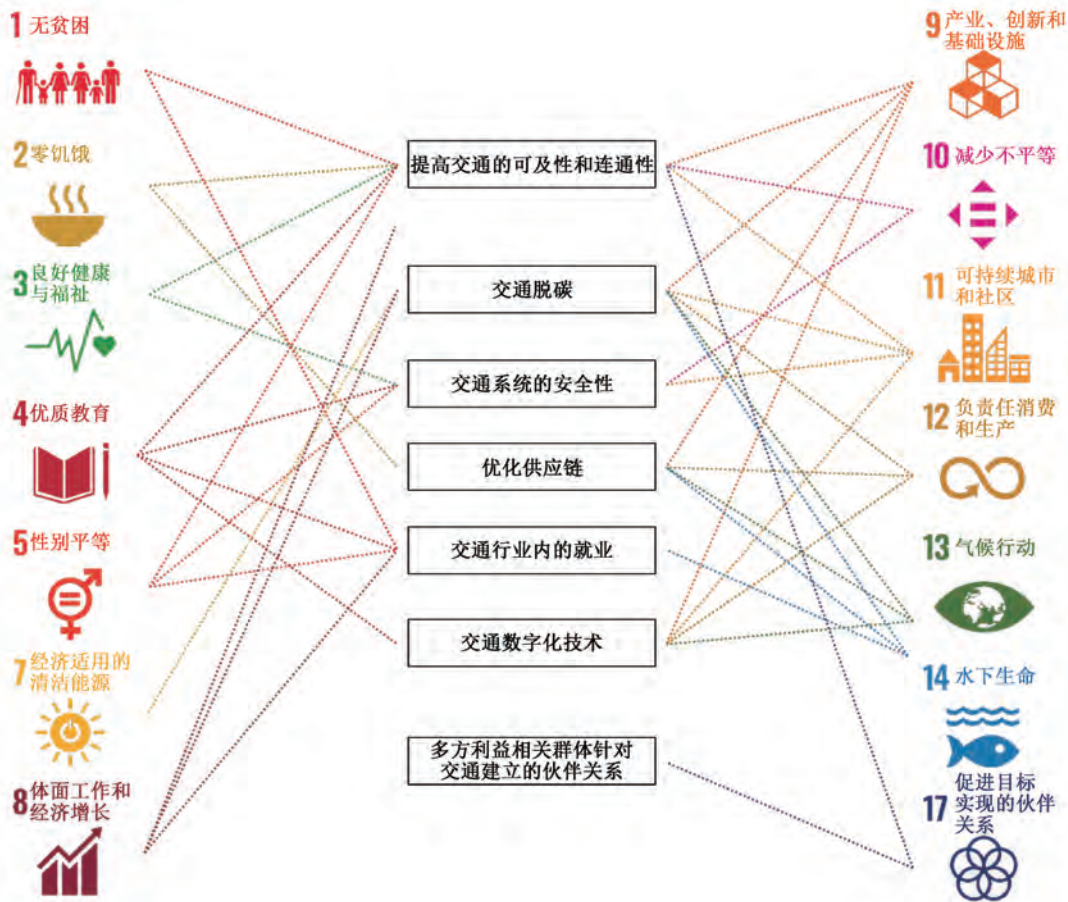 1 无贫困
2 零饥饿
3 良好健康
与福祉
4 优质教育
5 性别平等
7 经济适用的
清洁能源
8 体面工作和
经济增长
提高交通的可及性和连通性
交通脱碳
交通系统的安全性
优化供应链
交通行业内的就业
交通数字化技术
多方利益相关群体针对
交通建立的伙伴关系
9 产业、创新和
基础设施
10 减少不平等
11 可持续城市
和社区
12 负责任消费
和生产
13 气候行动
14 水下生命
促进目标
17 实现的伙伴
关系